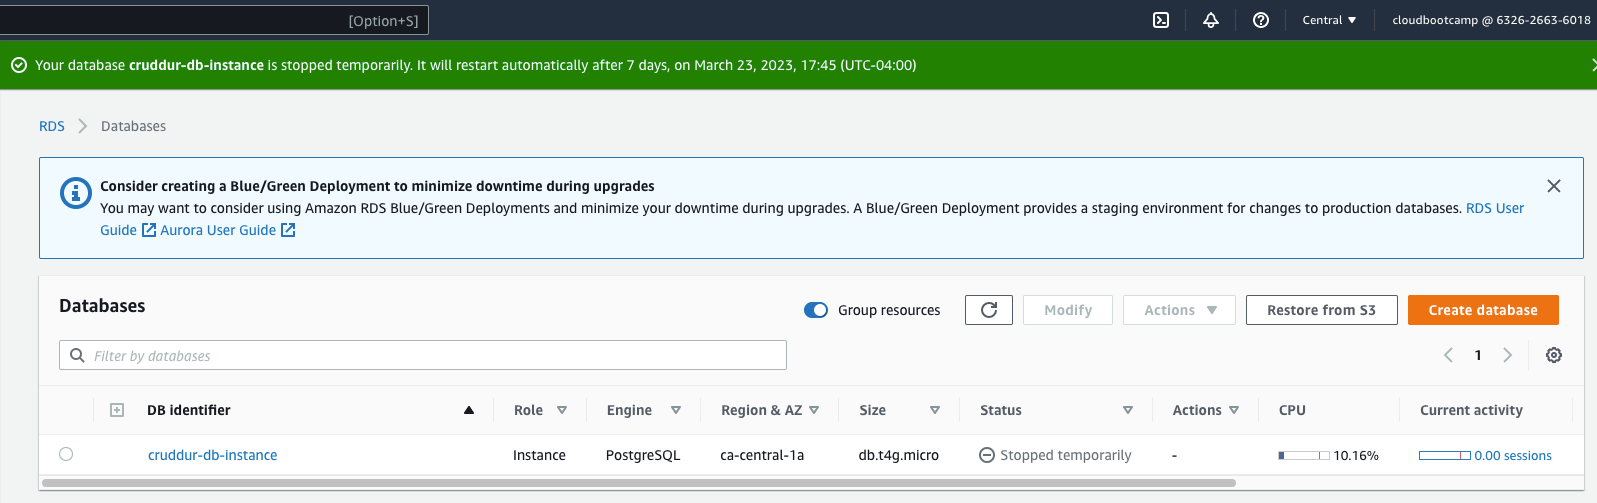 [Option+S]
Central
cloudbootcamp @ 6326-2663-6018
Your database cruddur-db-instance is stopped temporarily. It will restart automatically after 7 days, on March 23, 2023, 17:45 (UTC-04:00)
RDS
Databases
Consider creating a Blue/Green Deployment to minimize downtime during upgrades
You may want to consider using Amazon RDS Blue/Green Deployments and minimize your downtime during upgrades. A Blue/Green Deployment provides a staging environment for changes to production databases. RDS User
Guide Aurora User Guide
Databases
Group resources
Modify
Actions
Restore from S3
Create database
Filter by databases
1
DB identifier Role Engine Region & AZ Size Status Actions CPU Current activity
cruddur-db-instance Instance PostgreSQL ca-central-1a db.t4g.micro Stopped temporarily - 10.16% 0.00 sessions